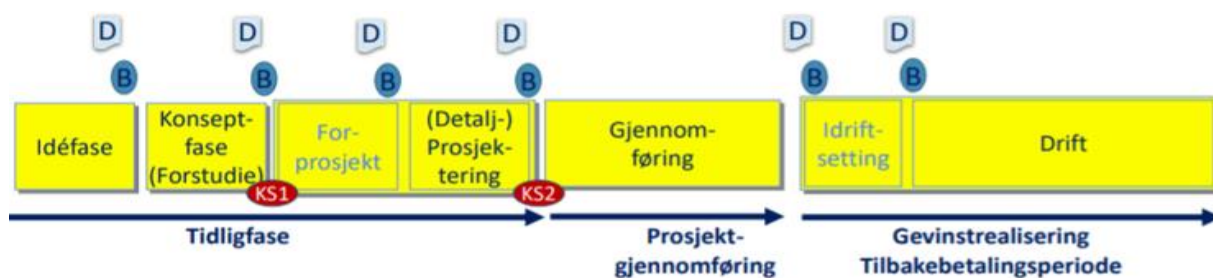 D D D D D D
B B B B B B
Idéfase
Konsept-
fase
(Forstudie)
For-
prosjekt
(Detalj-)
Prosjek-
tering
Gjennom-
føring
Idrift-
setting
Drift
KS1
KS2
Tidligfase
Prosjekt-
gjennomføring
Gevinstrealisering
Tilbakebetalingsperiode